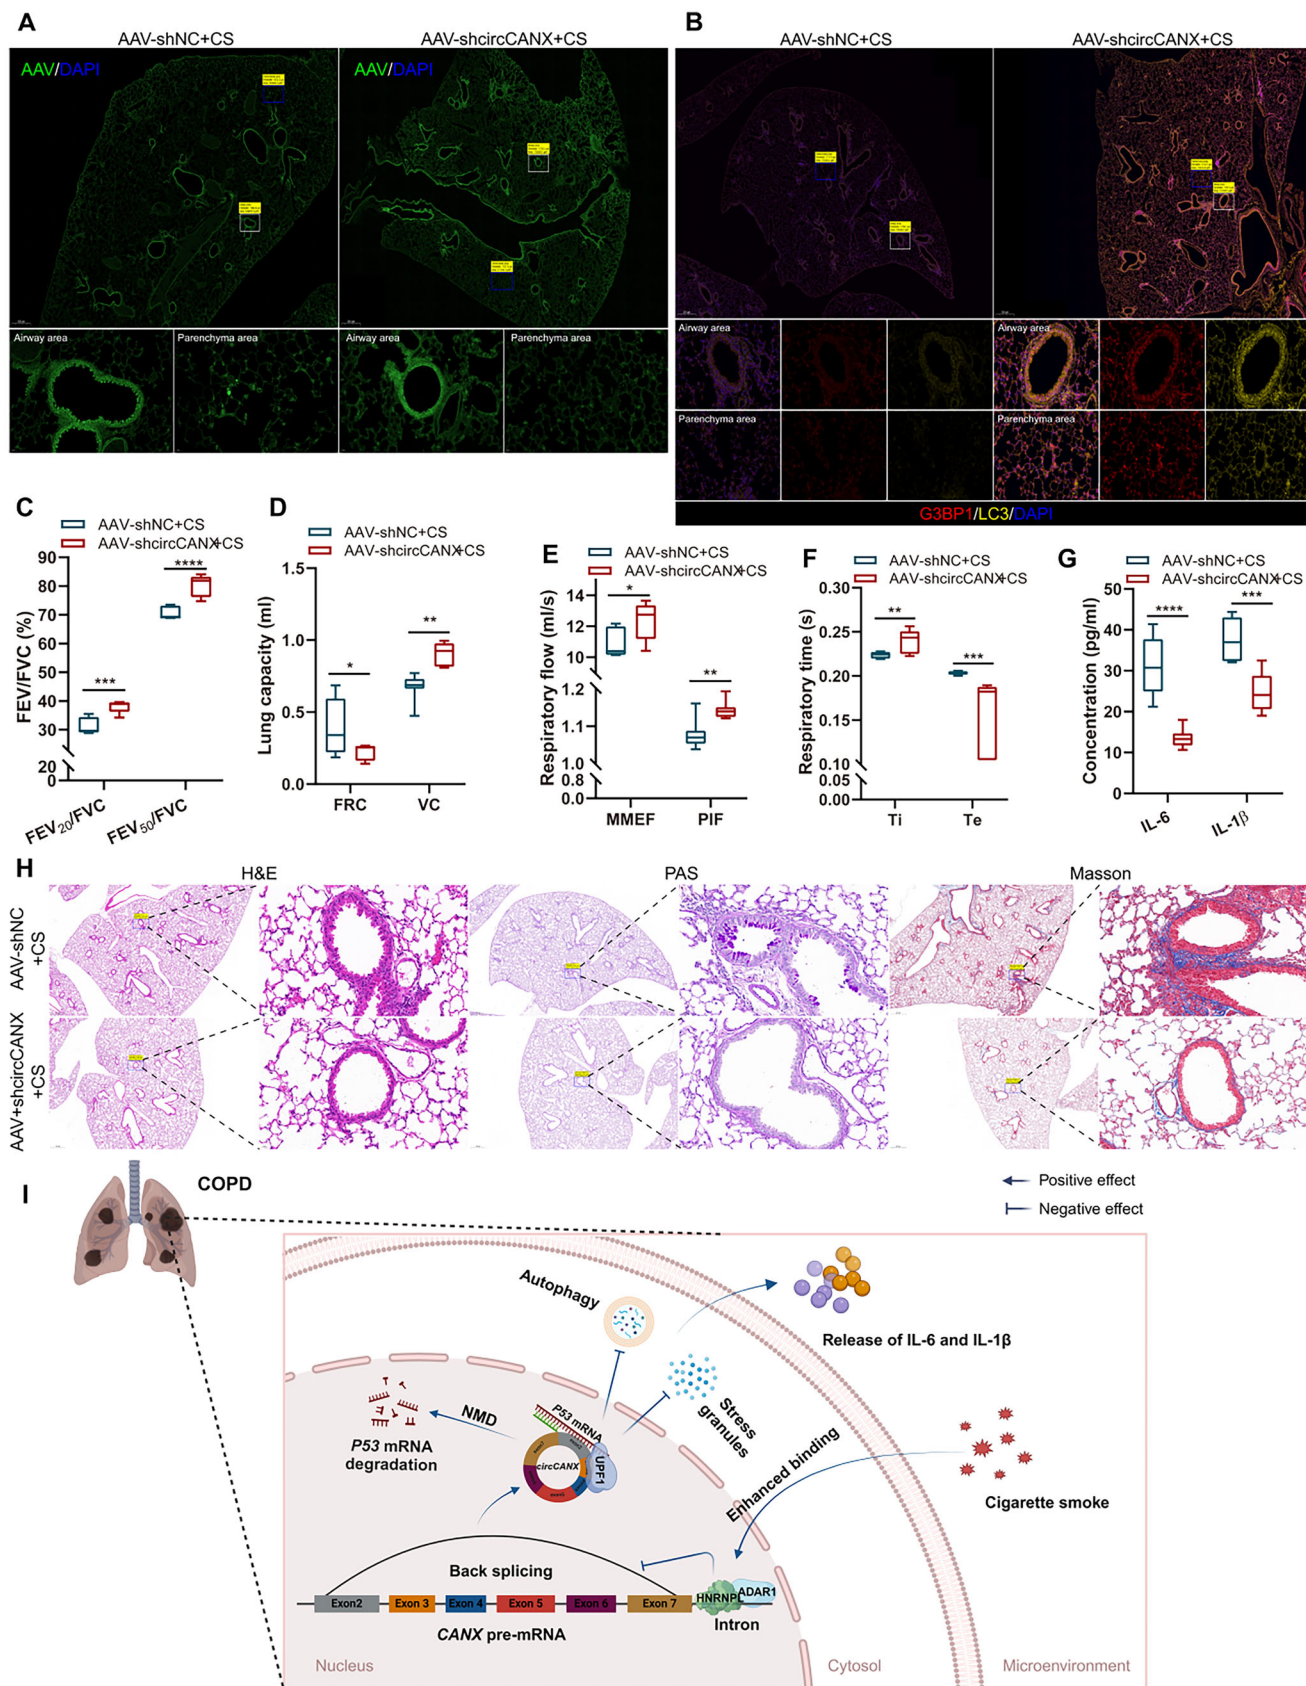 A
AAV-shNC+CS
AAV-shcircCANX+CS
AAV/DAPI
AAV/DAPI
Airway area
Parenchyma area
Airway area
Parenchyma area
B
AAV-shNC+CS
AAV-shcircCANX+CS
Airway area
Airway area
Parenchyma area
Parenchyma area
G3BP1/LC3/DAPI
C
AAV-shNC+CS
AAV-shcircCANX+CS
FEV/FVC (%)
90
80
70
60
50
40
30
20
0
***
****
FEV20/FVC
FEV50/FVC
D
AAV-shNC+CS
AAV-shcircCANX+CS
Lung capacity (ml)
1.5
1.0
0.5
0.0
*
**
FRC
VC
E
AAV-shNC+CS
AAV-shcircCANX+CS
Respiratory flow (ml/s)
14
12
10
1.2
1.1
1.0
0.8
0.0
*
**
MMEF
PIF
F
AAV-shNC+CS
AAV-shcircCANX+CS
Respiratory time (s)
0.30
0.25
0.20
0.15
0.10
0.05
0.00
**
***
Ti
Te
G
AAV-shNC+CS
AAV-shcircCANX+CS
Concentration (pg/ml)
50
40
30
20
10
0
****
***
IL-6
IL-1β
H
H&E
PAS
Masson
AAV-shNC
+CS
AAV+shcircCANX
+CS
I
COPD
Positive effect
Negative effect
Autophagy
Release of IL-6 and IL-1β
Stress
granules
NMD
P53 mRNA
P53 mRNA
degradation
circCANX
UPF1
Enhanced binding
Cigarette smoke
Back splicing
Exon2
Exon 3
Exon 4
Exon 5
Exon 6
Exon 7
HNRNPL
ADAR1
Intron
CANX pre-mRNA
Nucleus
Cytosol
Microenvironment